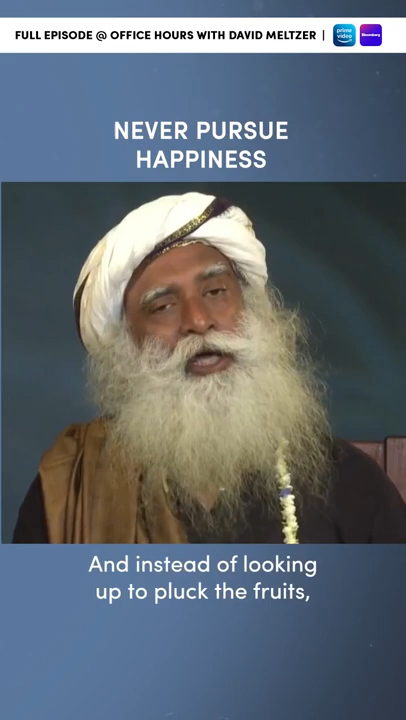 FULL EPISODE @ OFFICE HOURS WITH DAVID MELTZER |
prime video
Bloomberg
NEVER PURSUE
HAPPINESS
And instead of looking
up to pluck the fruits,